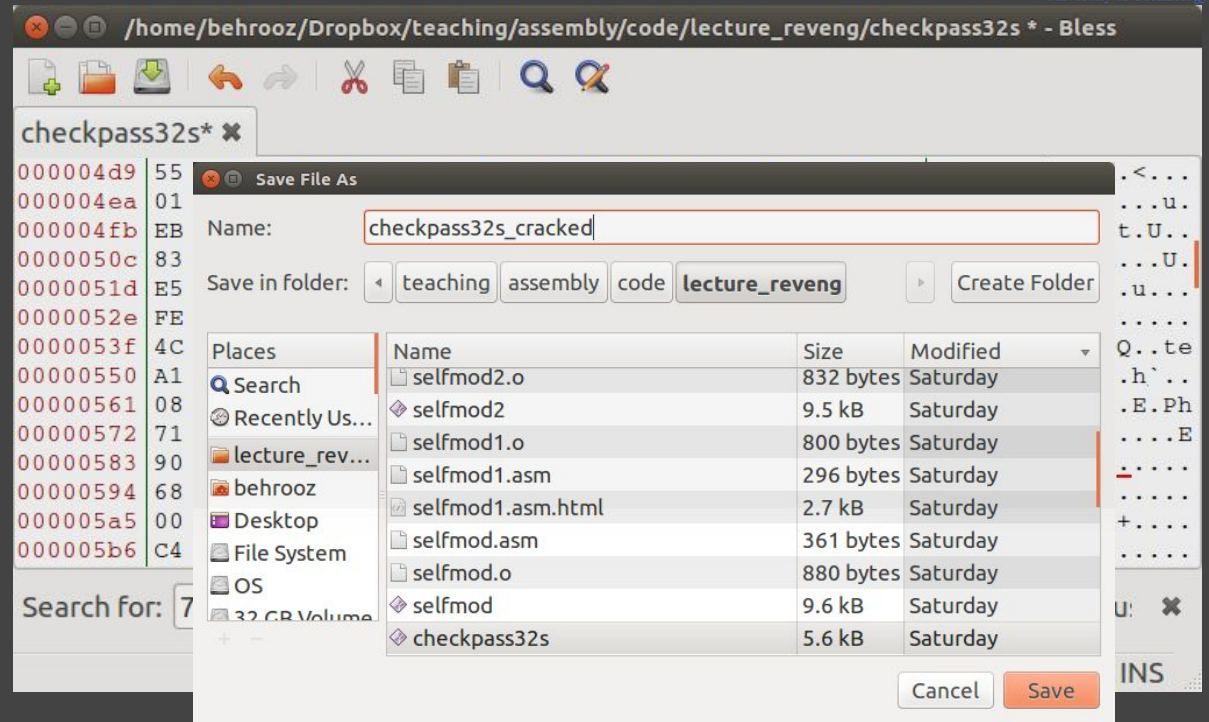 /home/behrooz/Dropbox/teaching/assembly/code/lecture_reveng/checkpass32s * - Bless
checkpass32s*
000004d9 55 .<...
000004ea 01 ...u.
000004fb EB t.U..
0000050c 83 ...U.
0000051d E5 .u...
0000052e FE .....
0000053f 4C Q..te
00000550 A1 .h`..
00000561 08 .E.Ph
00000572 71 ....E
00000583 90 .....
00000594 68 .....
000005a5 00 +....
000005b6 C4 .....
Search for: 7
INS
Save File As
Name: checkpass32s_cracked
Save in folder: teaching assembly code lecture_reveng Create Folder
Places
Search
Recently Us...
lecture_rev...
behrooz
Desktop
File System
OS
32 GB Volume
Name Size Modified
selfmod2.o 832 bytes Saturday
selfmod2 9.5 kB Saturday
selfmod1.o 800 bytes Saturday
selfmod1.asm 296 bytes Saturday
selfmod1.asm.html 2.7 kB Saturday
selfmod.asm 361 bytes Saturday
selfmod.o 880 bytes Saturday
selfmod 9.6 kB Saturday
checkpass32s 5.6 kB Saturday
Cancel Save